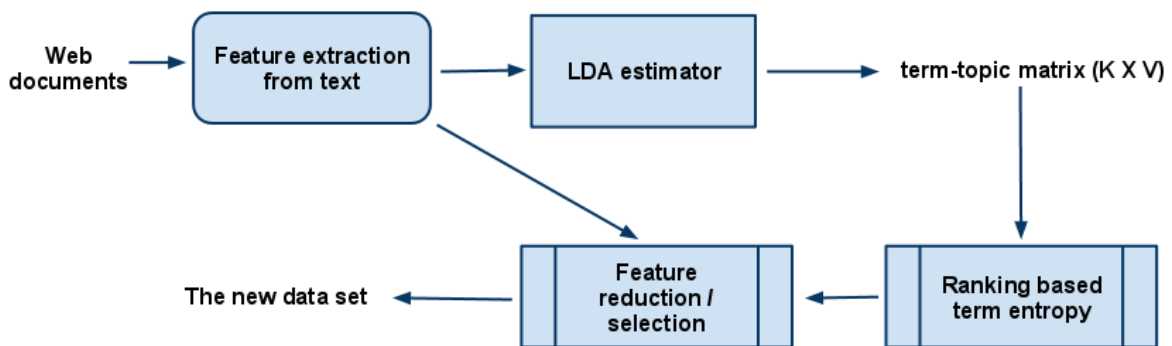 Web
documents
Feature extraction
from text
LDA estimator
term-topic matrix (K X V)
The new data set
Feature
reduction /
selection
Ranking based
term entropy